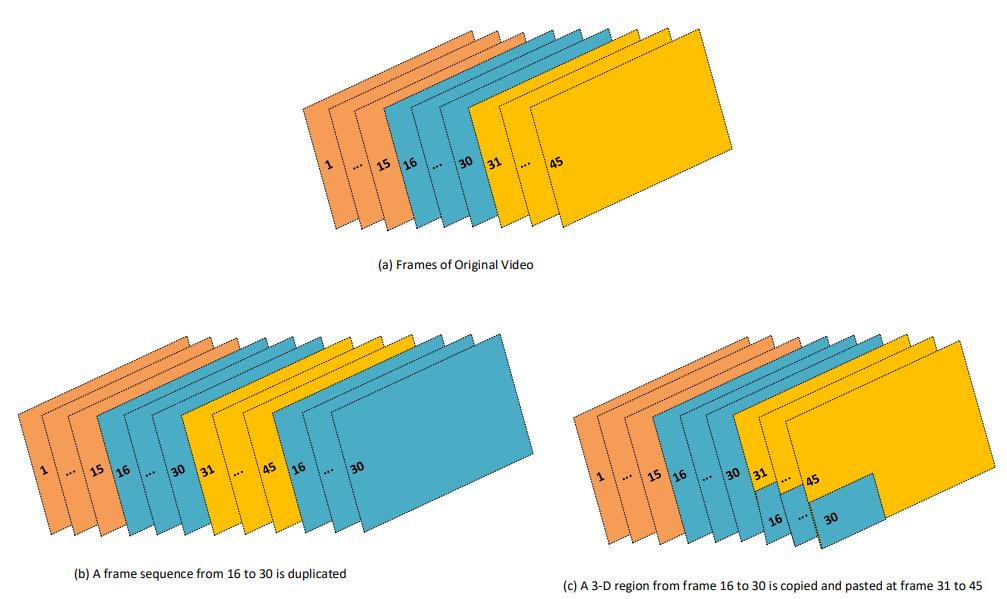 1 ... 15 16 ... 30 31 ... 45
(a) Frames of Original Video
1 ... 15 16 ... 30 31 ... 45 16 ... 30
(b) A frame sequence from 16 to 30 is duplicated
1 ... 15 16 ... 30 31 ... 45
16 ... 30
(c) A 3-D region from frame 16 to 30 is copied and pasted at frame 31 to 45